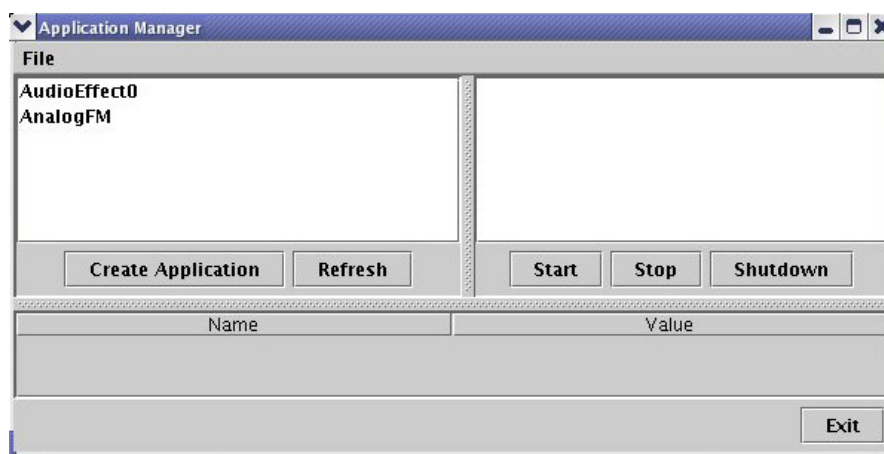 Application Manager
File
AudioEffect0
AnalogFM
Create Application Refresh Start Stop Shutdown
Name Value
Exit